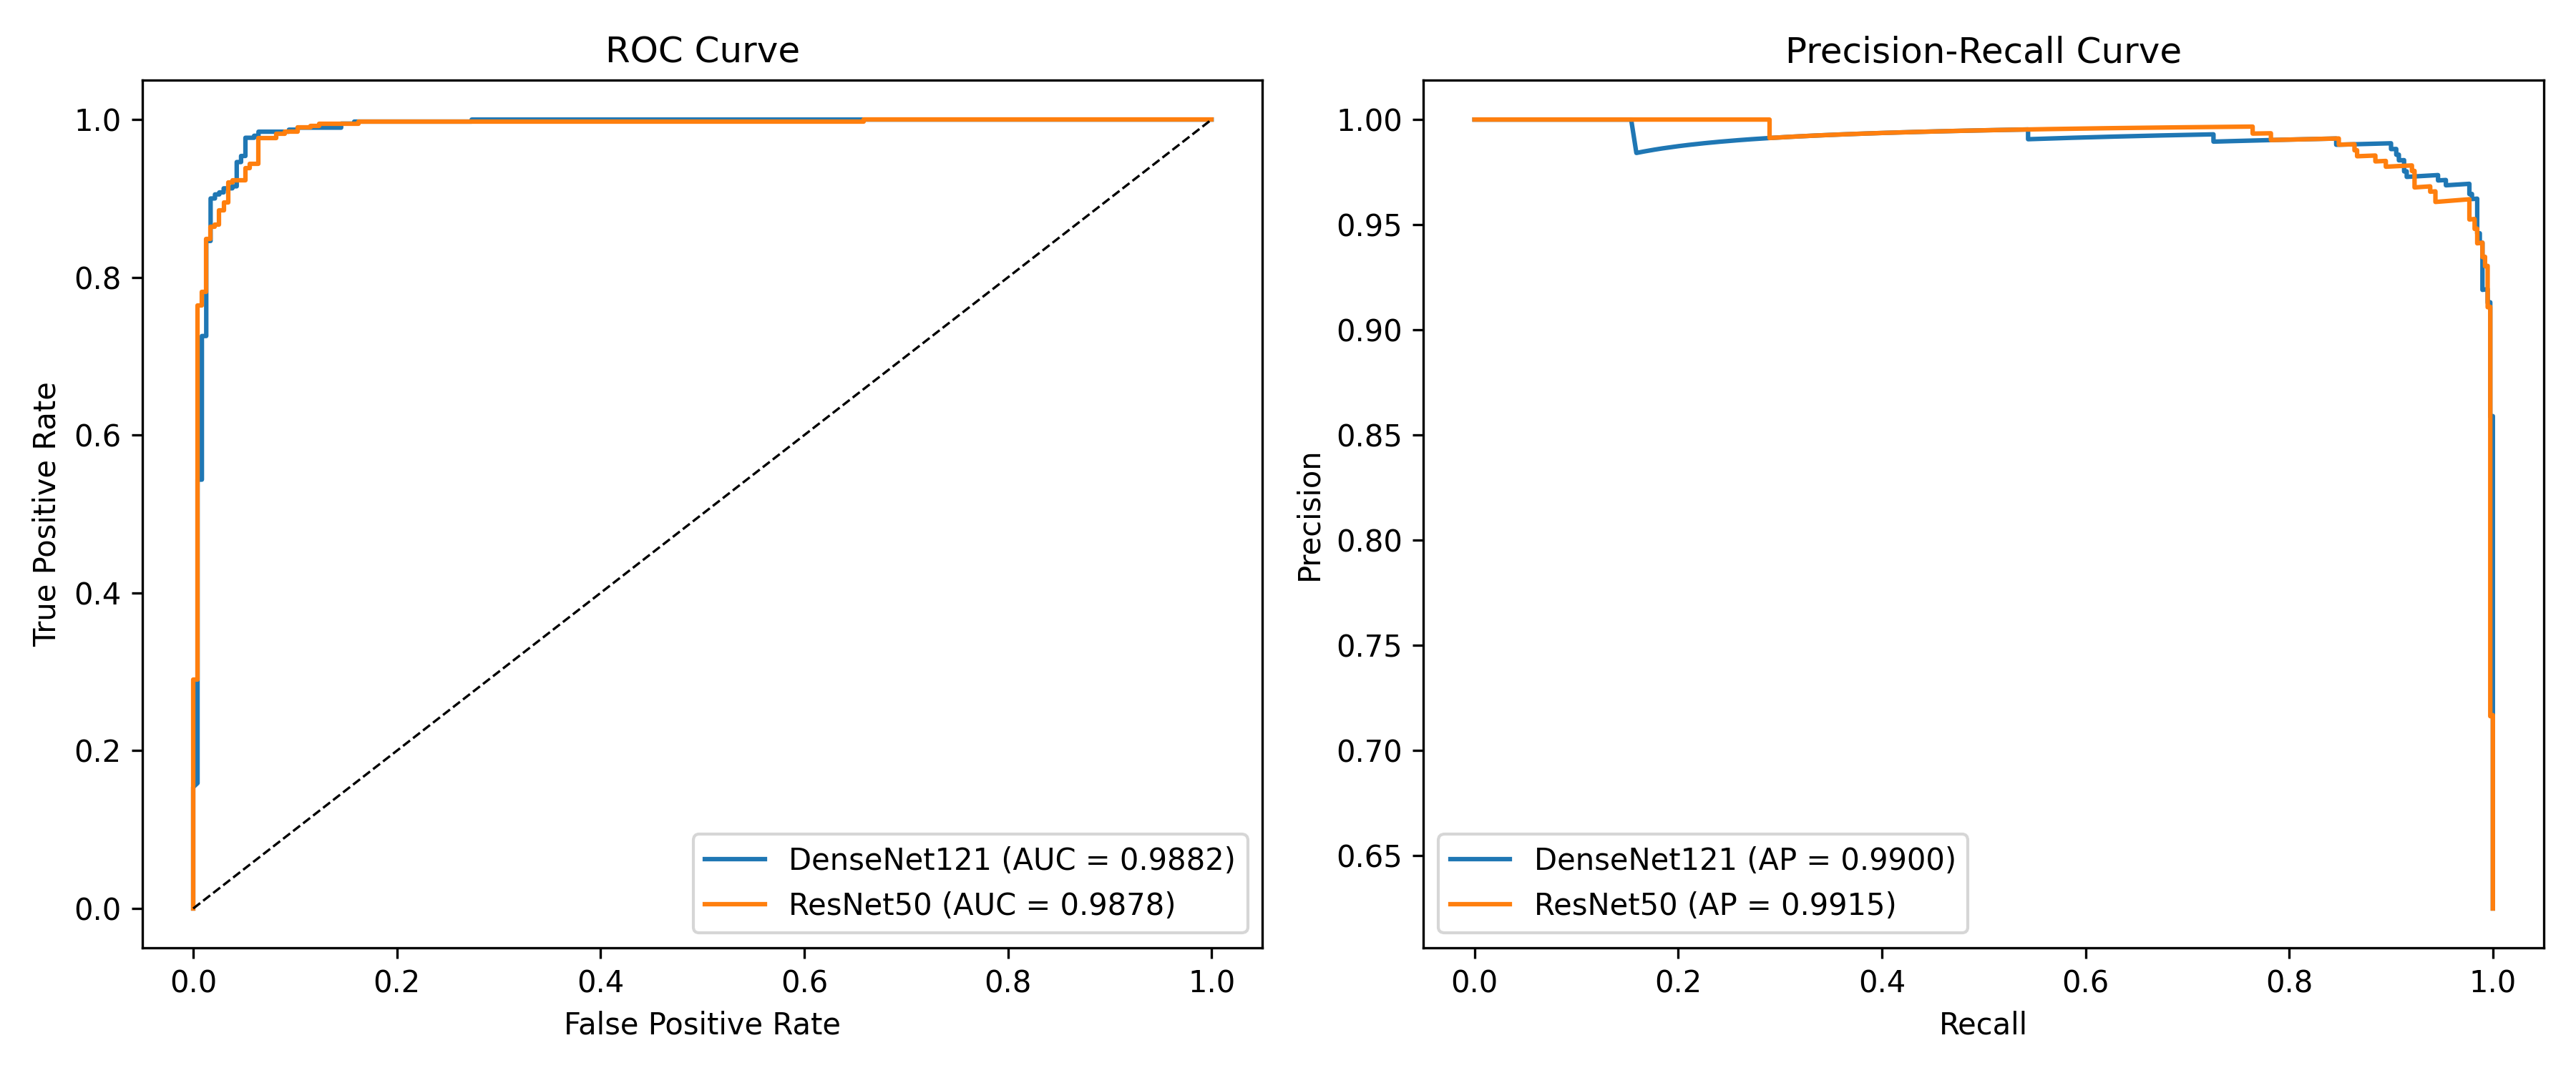 ROC Curve
1.0
0.8
0.6
0.4
0.2
0.0
True Positive Rate
0.0 0.2 0.4 0.6 0.8 1.0
False Positive Rate
DenseNet121 (AUC = 0.9882)
ResNet50 (AUC = 0.9878)
Precision-Recall Curve
1.00
0.95
0.90
0.85
0.80
0.75
0.70
0.65
Precision
0.0 0.2 0.4 0.6 0.8 1.0
Recall
DenseNet121 (AP = 0.9900)
ResNet50 (AP = 0.9915)